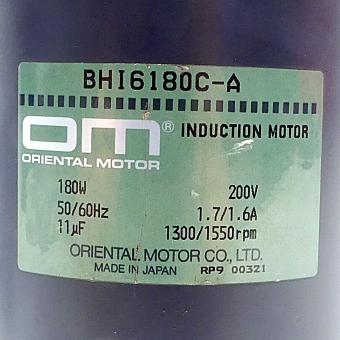 BHI6180C-A
om® INDUCTION MOTOR
ORIENTAL MOTOR
180W 200V
50/60Hz 1.7/1.6A
11µF 1300/1550rpm
ORIENTAL MOTOR CO., LTD.
MADE IN JAPAN RP9 00321